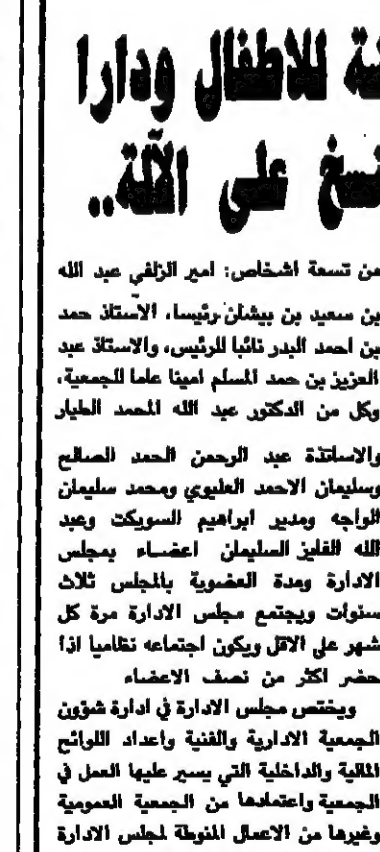 ة للاطفال ودارا
نسخ على الآلة..
من تسعة اشخاص: امير الزلفي عبد الله
بن سعيد بن بيشان رئيسا، الأستاذ حمد
بن احمد البدر نائبا للرئيس، والاستاذ عبد
العزيز بن حمد المسلم امينا عاما للجمعية،
وكل من الدكتور عبد الله المحمد الطيار
والاساتذة عبد الرحمن الحمد الصالح
وسليمان الاحمد العليوي ومحمد سليمان
الواجه ومدير ابراهيم السويكت وعبد
الله الفليز السليمان اعضاء بمجلس
الادارة ومدة العضوية بالمجلس ثلاث
سنوات ويجتمع مجلس الادارة مرة كل
شهر على الاقل ويكون اجتماعه نظاميا اذا
حضر اكثر من نصف الاعضاء
ويختص مجلس الادارة في ادارة شؤون
الجمعية الادارية والفنية واعداد اللوائح
المالية والداخلية التي يسير عليها العمل في
الجمعية واعتمادها من الجمعية العمومية
وغيرها من الاعمال المنوطة لمجلس الادارة